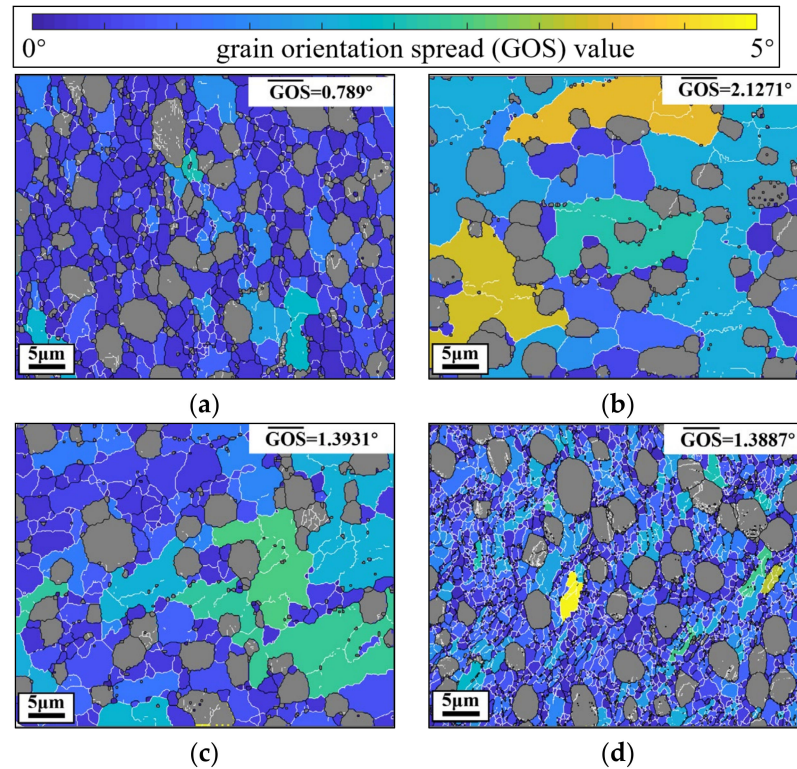 0° 5°
grain orientation spread (GOS) value
GOS=0.789° GOS=2.1271°
5μm 5μm
(a) (b)
GOS=1.3931° GOS=1.3887°
5μm 5μm
(c) (d)